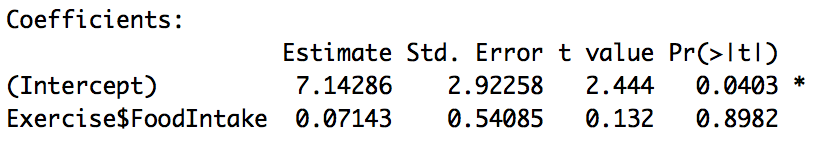 Coefficients:
Estimate Std. Error t value Pr(>|t|)
(Intercept) 7.14286 2.92258 2.444 0.0403 *
Exercise$FoodIntake 0.07143 0.54085 0.132 0.8982